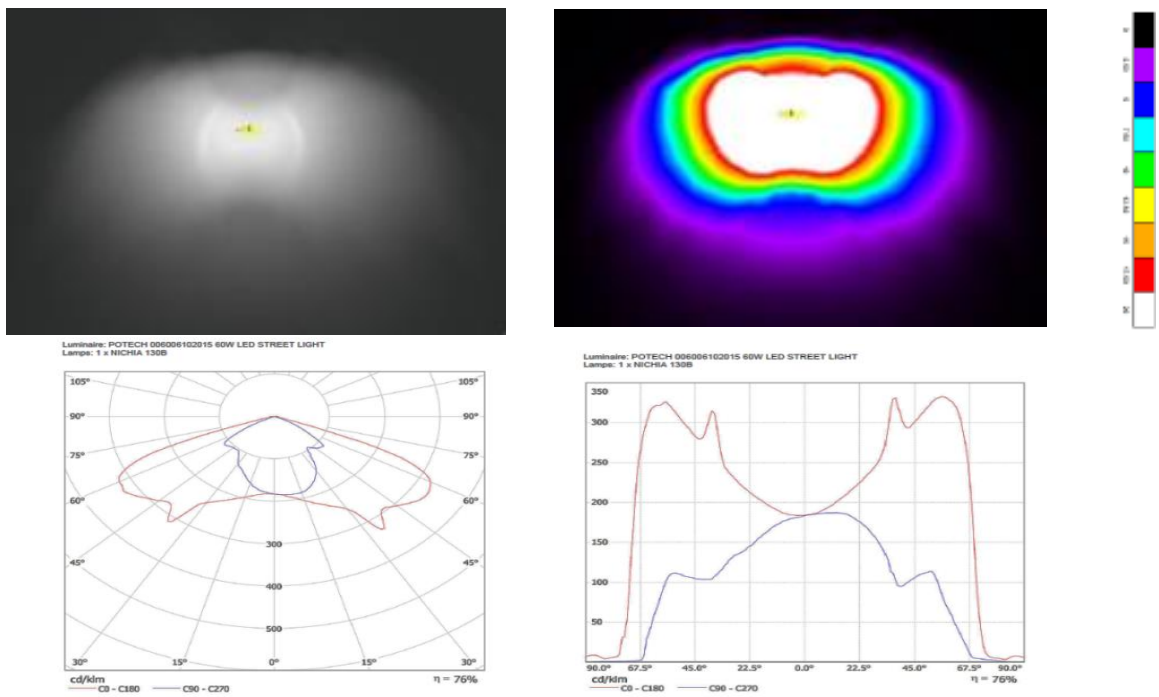 Luminaire: POTECH 006006102015 60W LED STREET LIGHT
Lamps: 1 x NICHIA 130B
105° 105°
90° 90°
75° 75°
60° 60°
45° 45°
300
400
500
30° 15° 0° 15° 30°
cd/klm η = 76%
C0 - C180 C90 - C270
Luminaire: POTECH 006006102015 60W LED STREET LIGHT
Lamps: 1 x NICHIA 130B
350
300
250
200
150
100
50
90.0° 67.5° 45.0° 22.5° 0.0° 22.5° 45.0° 67.5° 90.0°
cd/klm η = 76%
C0 - C180 C90 - C270